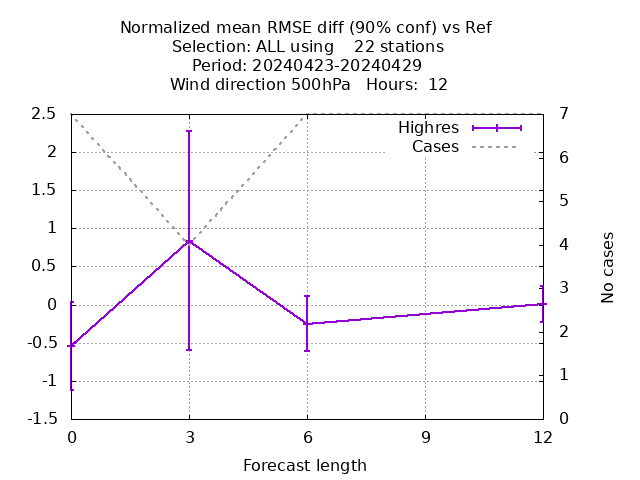 Normalized mean RMSE diff (90% conf) vs Ref
Selection: ALL using    22 stations
Period: 20240423-20240429
Wind direction 500hPa   Hours:  12
Highres
Cases
2.5
2
1.5
1
0.5
0
-0.5
-1
-1.5
7
6
5
4
3
2
1
0
No cases
0 3 6 9 12
Forecast length